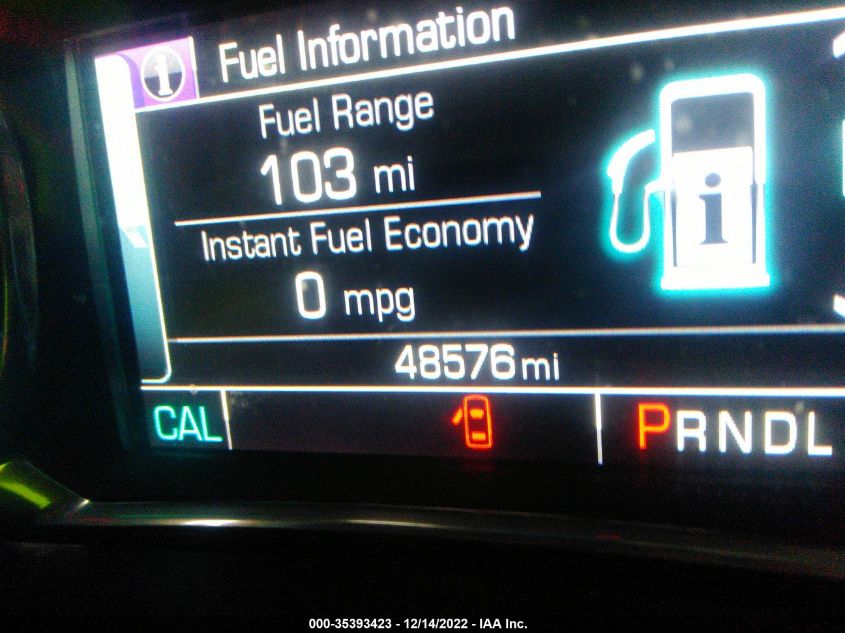 i Fuel Information
Fuel Range
103 mi
i
Instant Fuel Economy
0 mpg
48576 mi
CAL PRNDL
000-35393423 - 12/14/2022 - IAA Inc.